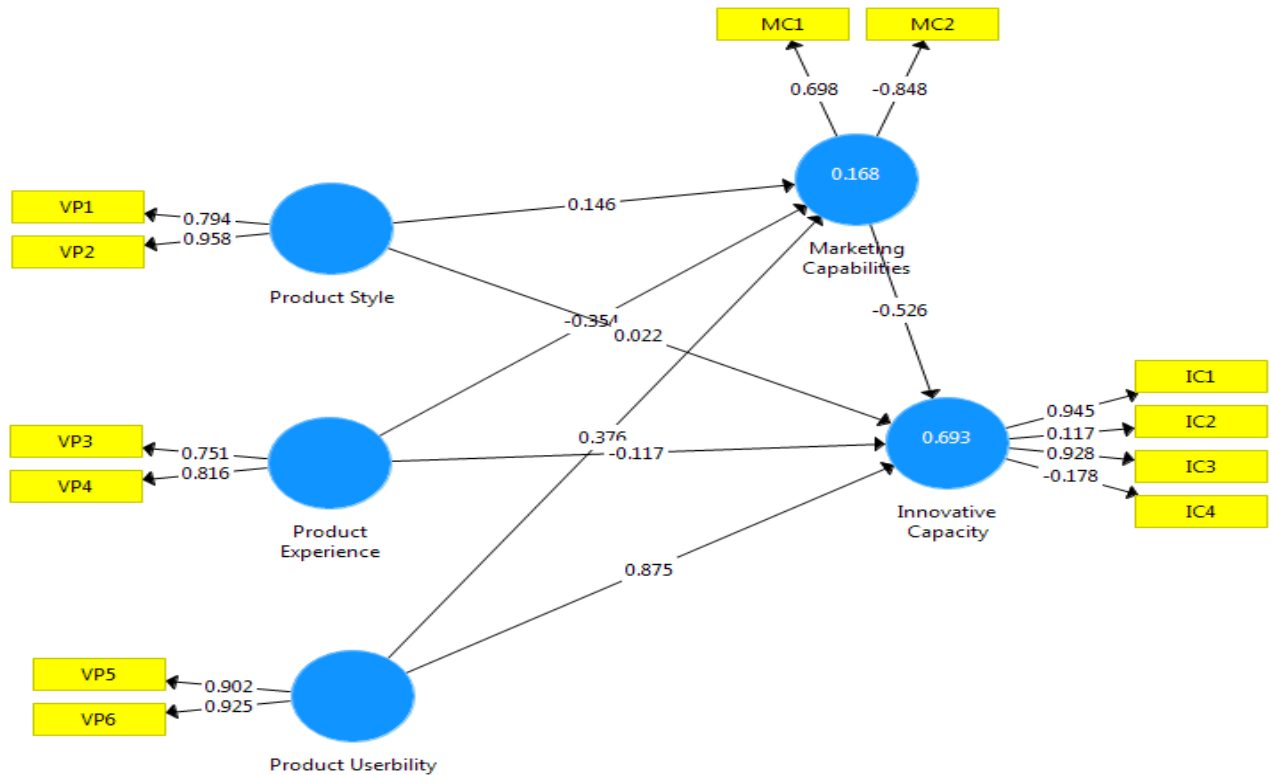 MC1
MC2
0.698
-0.848
0.168
Marketing
Capabilities
VP1
VP2
0.794
0.958
Product Style
0.146
-0.354
0.022
-0.526
VP3
VP4
0.751
0.816
Product
Experience
0.376
-0.117
0.693
Innovative
Capacity
0.945
0.117
0.928
-0.178
IC1
IC2
IC3
IC4
0.875
VP5
VP6
0.902
0.925
Product Userbility